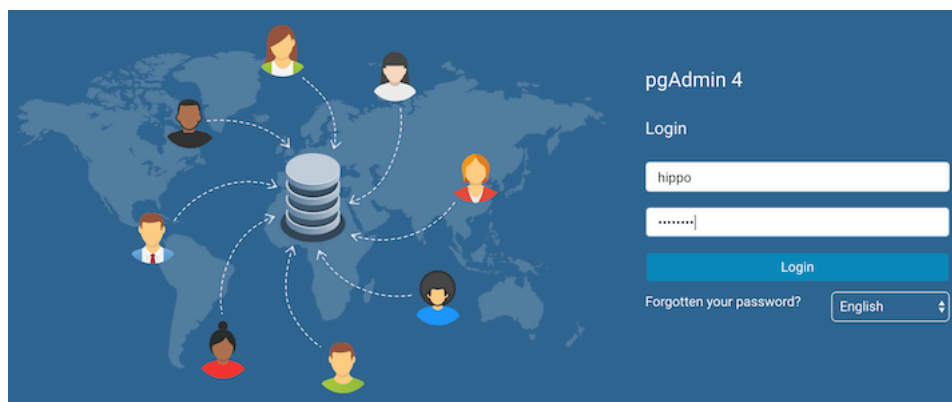 pgAdmin 4
Login
hippo
••••••••
Login
Forgotten your password?
English